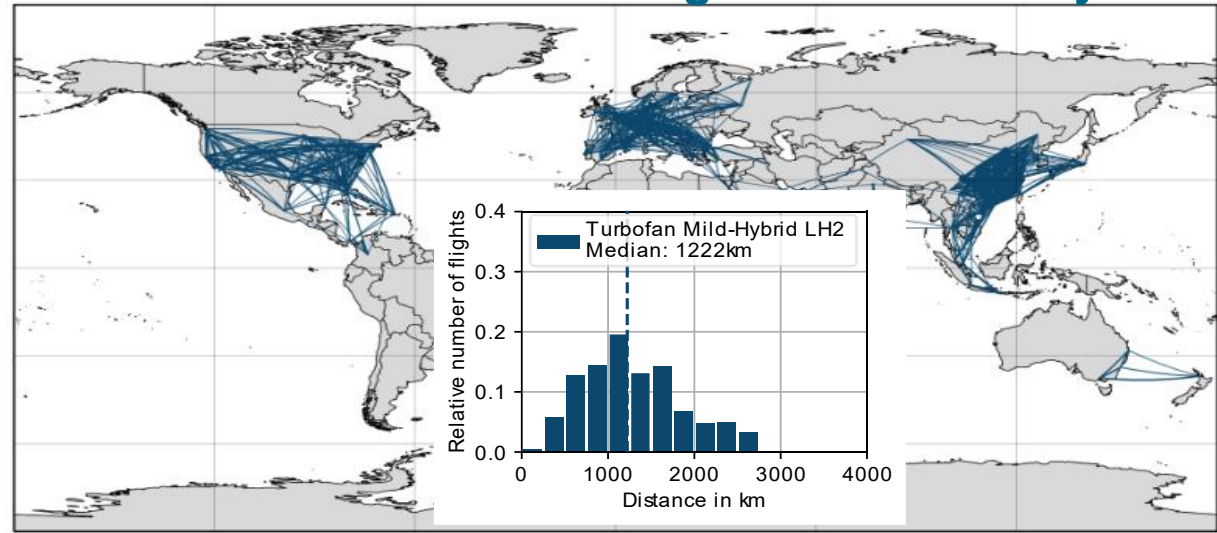 Turbofan Mild-Hybrid LH2
Median: 1222km
Relative number of flights
0.4
0.3
0.2
0.1
0.0
0 1000 2000 3000 4000
Distance in km